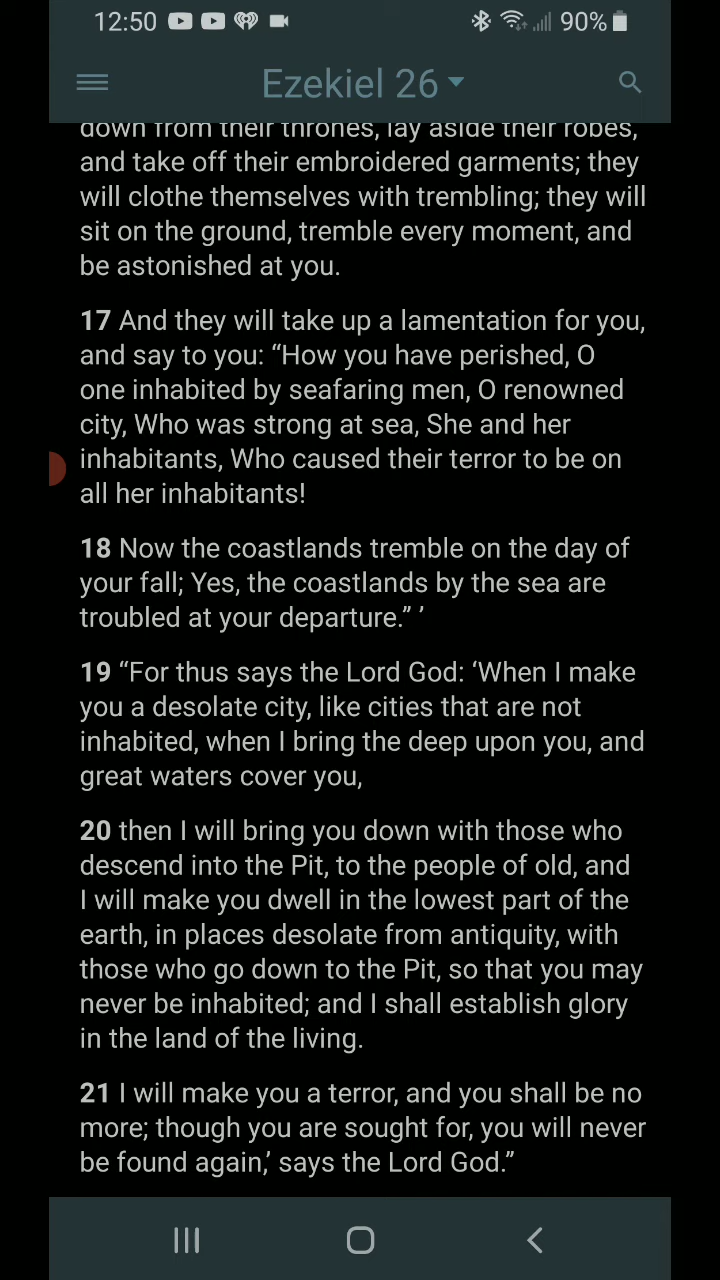 12:50
90%
Ezekiel 26
down from their thrones, lay aside their robes,
and take off their embroidered garments; they
will clothe themselves with trembling; they will
sit on the ground, tremble every moment, and
be astonished at you.
17 And they will take up a lamentation for you,
and say to you: “How you have perished, O
one inhabited by seafaring men, O renowned
city, Who was strong at sea, She and her
inhabitants, Who caused their terror to be on
all her inhabitants!
18 Now the coastlands tremble on the day of
your fall; Yes, the coastlands by the sea are
troubled at your departure.” ’
19 “For thus says the Lord God: ‘When I make
you a desolate city, like cities that are not
inhabited, when I bring the deep upon you, and
great waters cover you,
20 then I will bring you down with those who
descend into the Pit, to the people of old, and
I will make you dwell in the lowest part of the
earth, in places desolate from antiquity, with
those who go down to the Pit, so that you may
never be inhabited; and I shall establish glory
in the land of the living.
21 I will make you a terror, and you shall be no
more; though you are sought for, you will never
be found again,’ says the Lord God.”